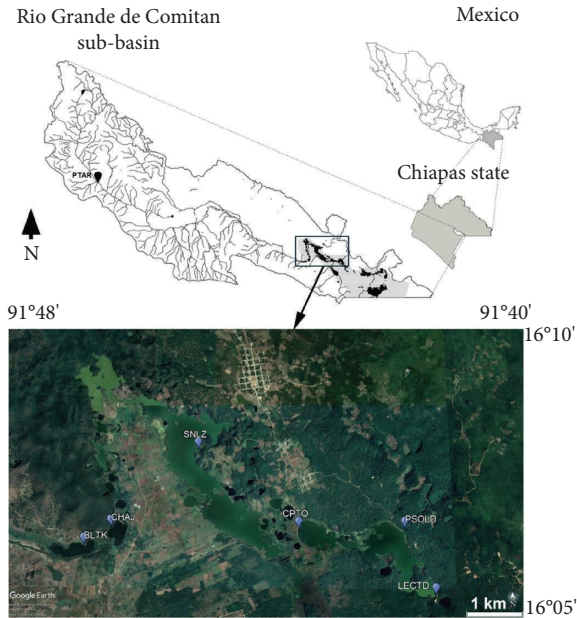 Rio Grande de Comitan
sub-basin
Mexico
PTAR
Chiapas state
N
91°48'
91°40'
16°10'
SNLZ
CHAJ
CPTO
PSOLD
BLTK
LECTD
Google Earth
1 km
N
16°05'